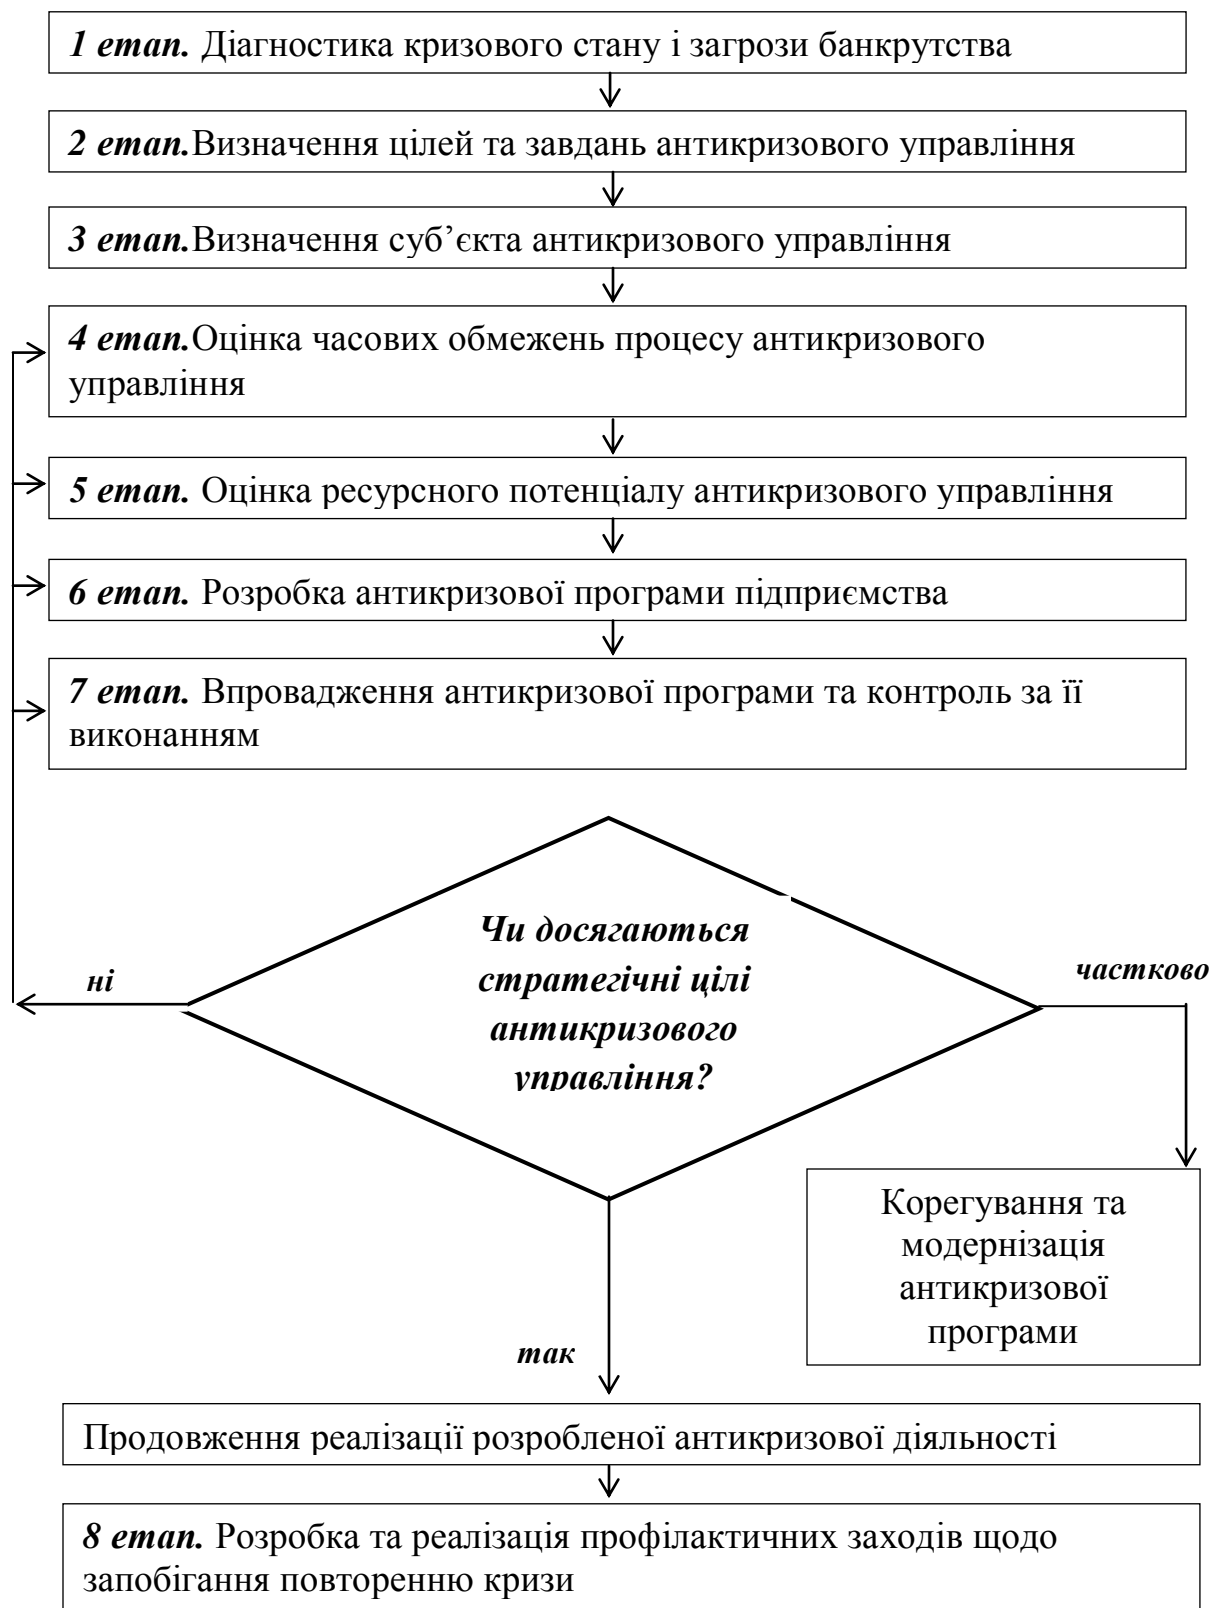 1 етап. Діагностика кризового стану і загрози банкрутства
2 етап.Визначення цілей та завдань антикризового управління
3 етап.Визначення суб’єкта антикризового управління
4 етап.Оцінка часових обмежень процесу антикризового
управління
5 етап. Оцінка ресурсного потенціалу антикризового управління
6 етап. Розробка антикризової програми підприємства
7 етап. Впровадження антикризової програми та контроль за її
виконанням
Чи досягаються
стратегічні цілі
антикризового
управління?
ні
частково
Корегування та
модернізація
антикризової
програми
так
Продовження реалізації розробленої антикризової діяльності
8 етап. Розробка та реалізація профілактичних заходів щодо
запобігання повторенню кризи